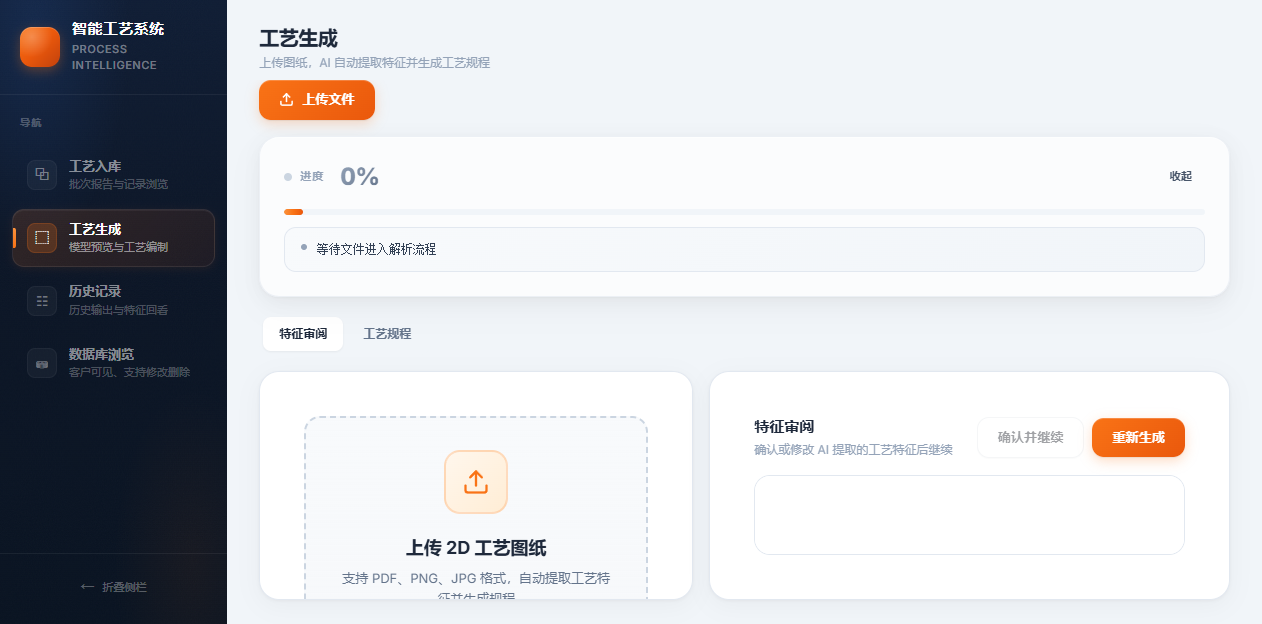 智能工艺系统
PROCESS
INTELLIGENCE
导航
工艺入库
批次报告与记录浏览
工艺生成
模型预览与工艺编制
历史记录
历史输出与特征回看
数据库浏览
客户可见、支持修改删除
← 折叠侧栏
工艺生成
上传图纸，AI 自动提取特征并生成工艺规程
上传文件
进度 0%
收起
等待文件进入解析流程
特征审阅 工艺规程
上传 2D 工艺图纸
支持 PDF、PNG、JPG 格式，自动提取工艺特
征并生成规程
特征审阅
确认或修改 AI 提取的工艺特征后继续
确认并继续
重新生成